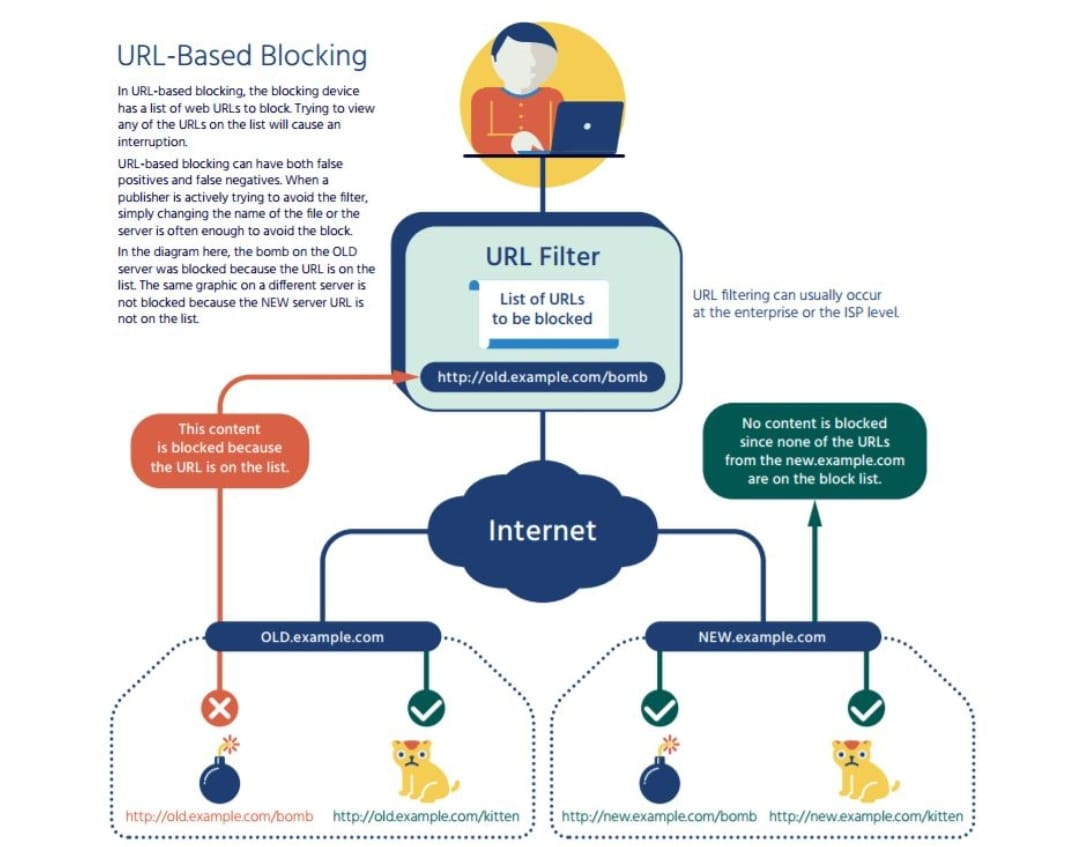 URL-Based Blocking
In URL-based blocking, the blocking device
has a list of web URLs to block. Trying to view
any of the URLs on the list will cause an
interruption.
URL-based blocking can have both false
positives and false negatives. When a
publisher is actively trying to avoid the filter,
simply changing the name of the file or the
server is often enough to avoid the block.
In the diagram here, the bomb on the OLD
server was blocked because the URL is on the
list. The same graphic on a different server is
not blocked because the NEW server URL is
not on the list.
URL Filter
List of URLs
to be blocked
http://old.example.com/bomb
URL filtering can usually occur
at the enterprise or the ISP level.
This content
is blocked because
the URL is on the list.
No content is blocked
since none of the URLs
from the new.example.com
are on the block list.
Internet
OLD.example.com
NEW.example.com
http://old.example.com/bomb
http://old.example.com/kitten
http://new.example.com/bomb
http://new.example.com/kitten